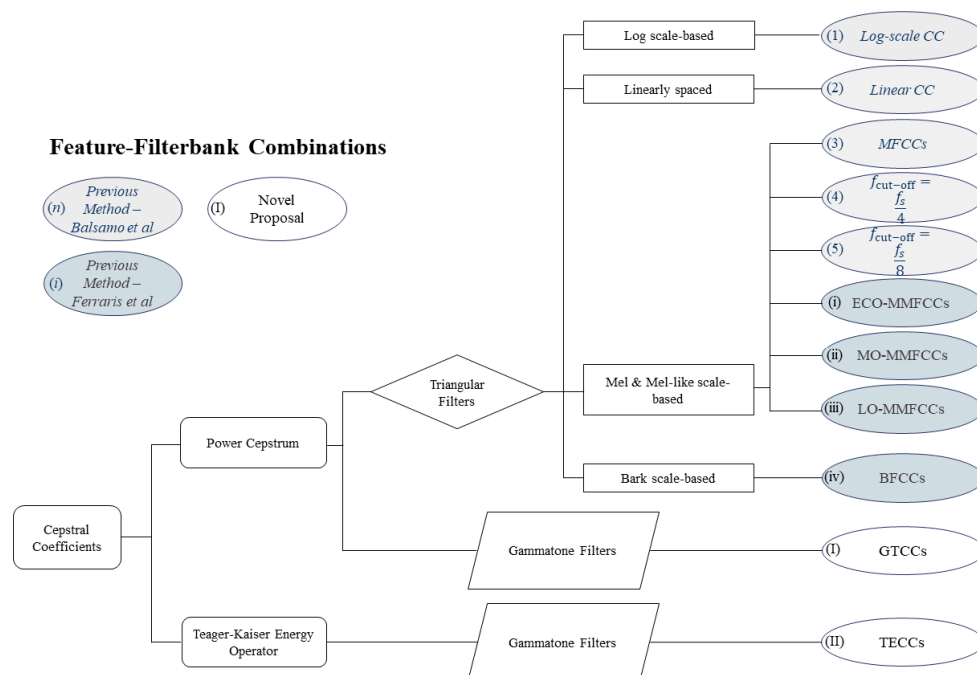 Feature-Filterbank Combinations
(n)
Previous
Method –
Balsamo et al
(I)
Novel
Proposal
(i)
Previous
Method –
Ferraris et al
Cepstral
Coefficients
Power Cepstrum
Teager-Kaiser Energy
Operator
Triangular
Filters
Gammatone Filters
Gammatone Filters
Log scale-based
Linearly spaced
Mel & Mel-like scale-
based
Bark scale-based
(1) Log-scale CC
(2) Linear CC
(3) MFCCs
(4)
f_cut−off =
f_s
4
(5)
f_cut−off =
f_s
8
(i) ECO-MMFCCs
(ii) MO-MMFCCs
(iii) LO-MMFCCs
(iv) BFCCs
(I) GTCCs
(II) TECCs